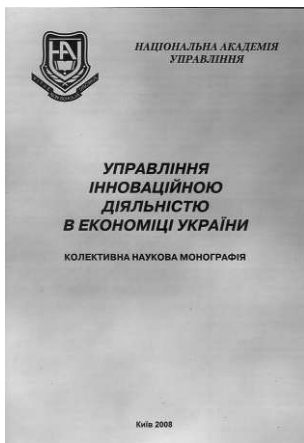 НАЦІОНАЛЬНА АКАДЕМІЯ
УПРАВЛІННЯ
УПРАВЛІННЯ
ІННОВАЦІЙНОЮ
ДІЯЛЬНІСТЮ
В ЕКОНОМІЦІ УКРАЇНИ
КОЛЕКТИВНА НАУКОВА МОНОГРАФІЯ
Київ 2008